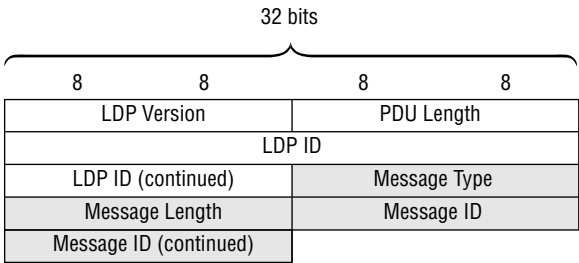 32 bits
8 8 8 8
LDP Version PDU Length
LDP ID
LDP ID (continued) Message Type
Message Length Message ID
Message ID (continued)